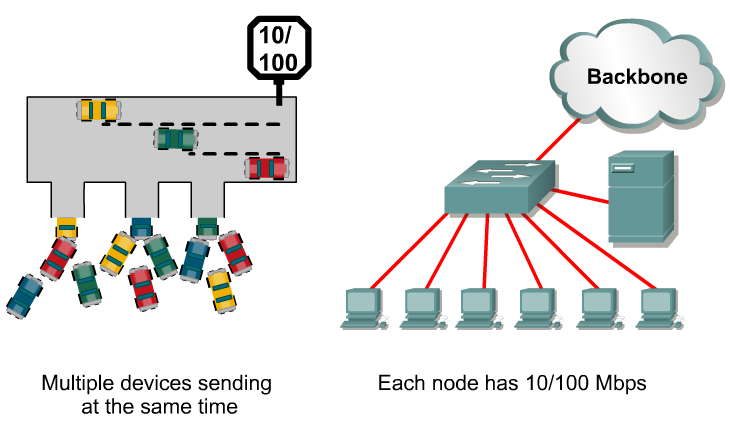 10/
100
Backbone
Multiple devices sending
at the same time
Each node has 10/100 Mbps